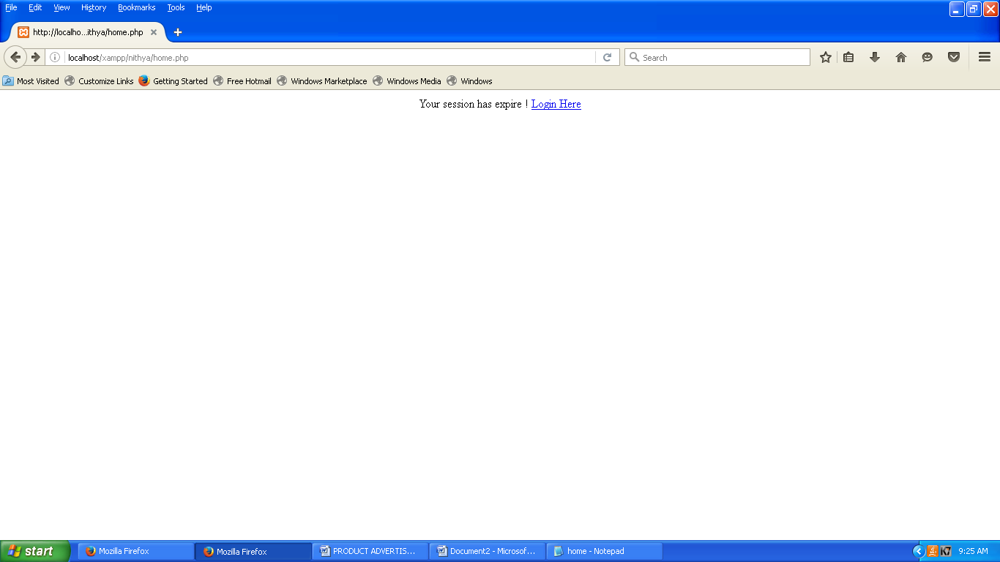 File Edit View History Bookmarks Tools Help
http://localho...ithya/home.php
localhost/xampp/nithya/home.php Search
Most Visited Customize Links Getting Started Free Hotmail Windows Marketplace Windows Media Windows
Your session has expire ! Login Here
start Mozilla Firefox Mozilla Firefox PRODUCT ADVERTIS... Document2 - Microsof... home - Notepad K7 9:25 AM